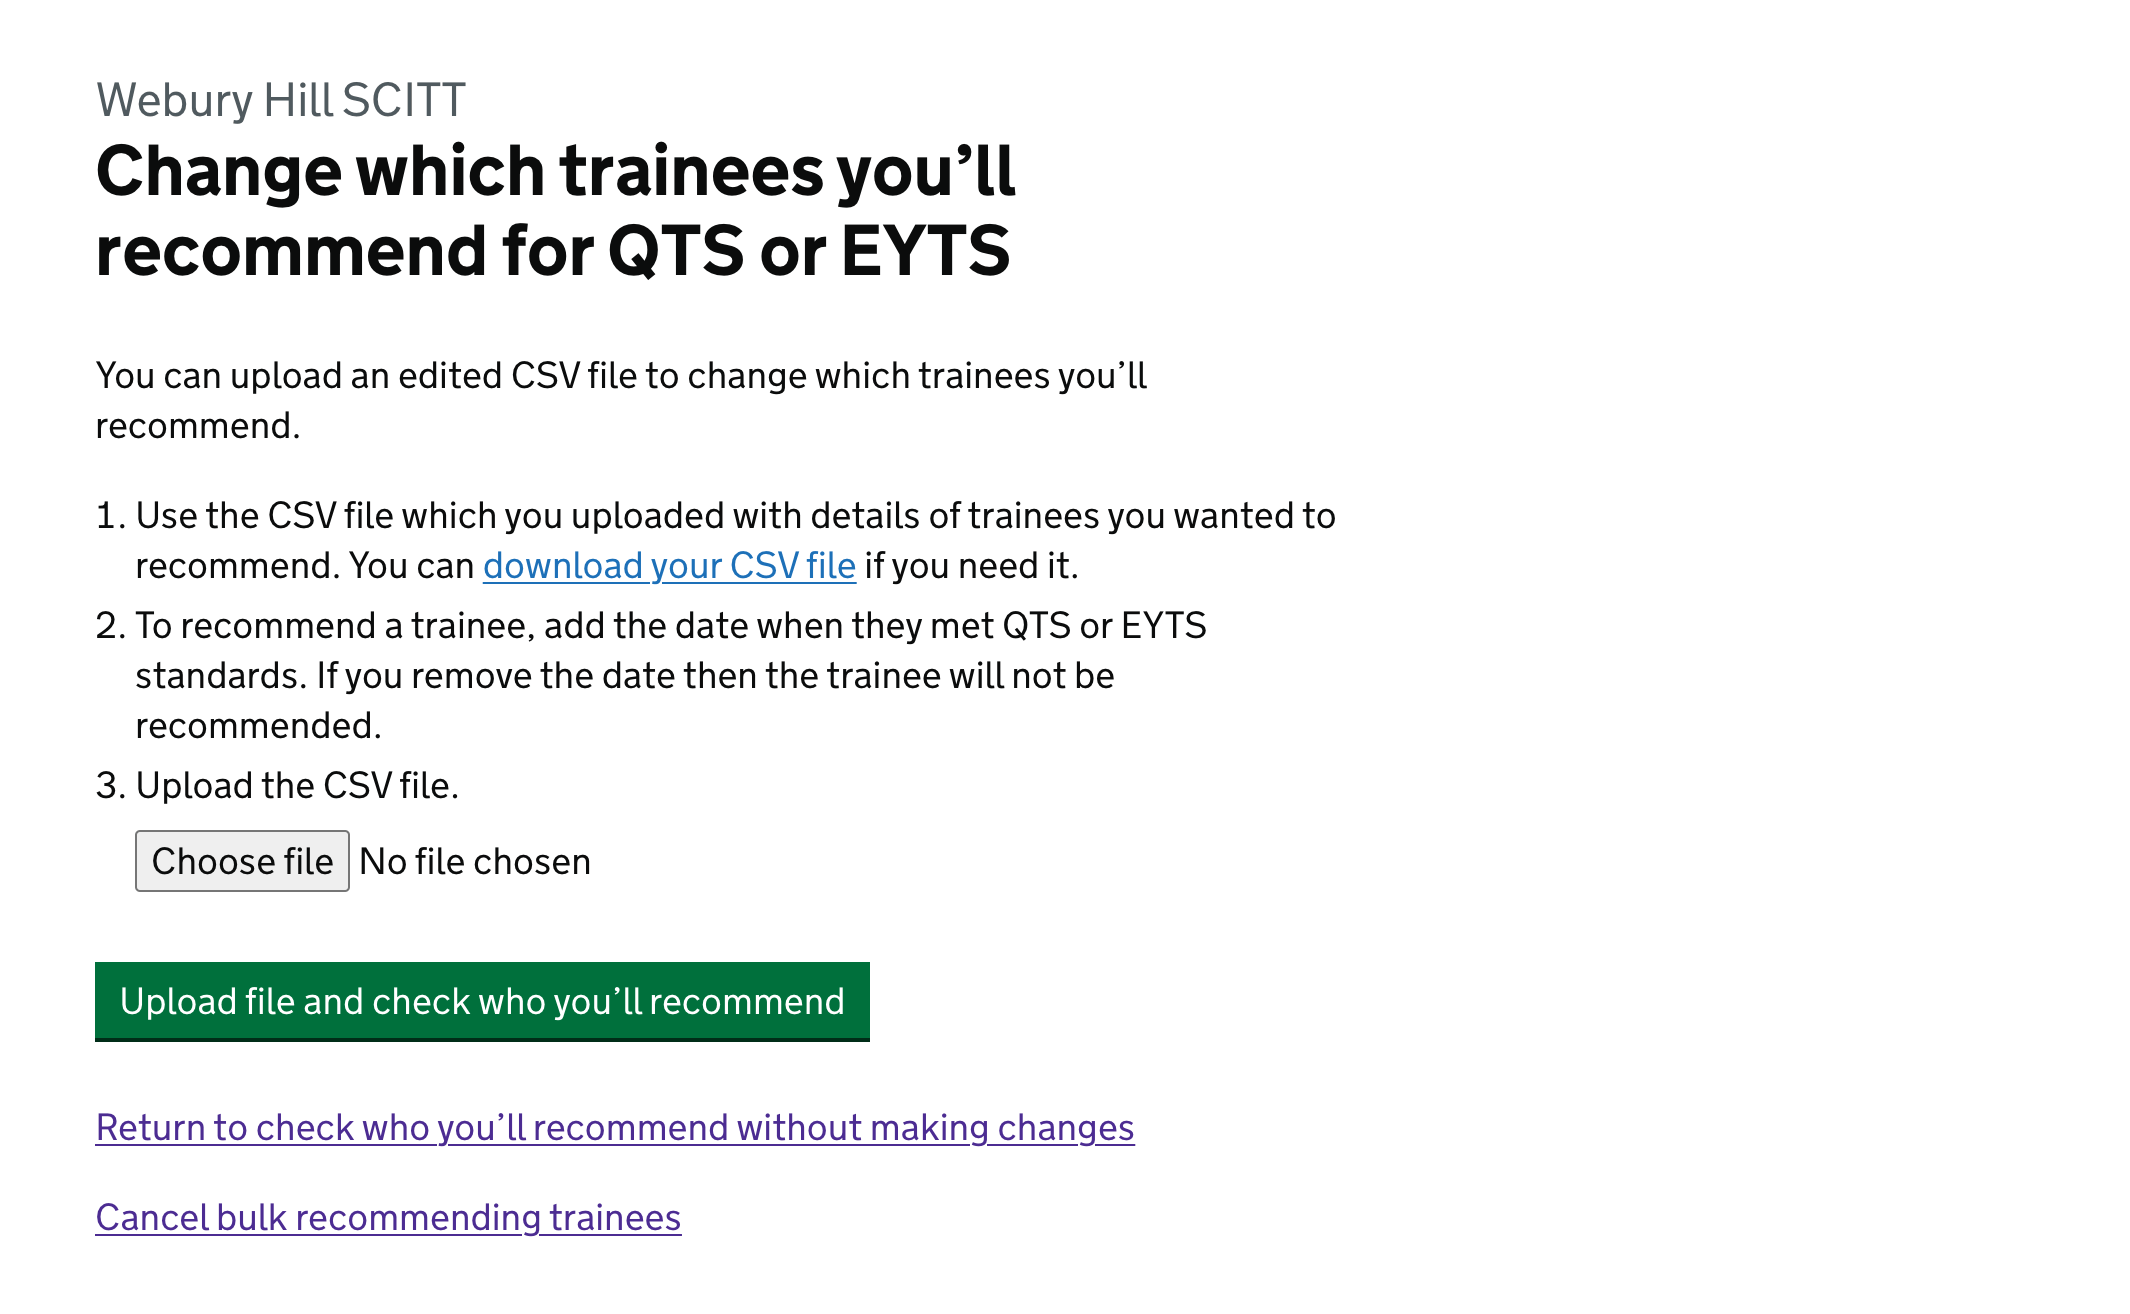 Webury Hill SCITT
Change which trainees you’ll
recommend for QTS or EYTS
You can upload an edited CSV file to change which trainees you’ll
recommend.
1. Use the CSV file which you uploaded with details of trainees you wanted to
recommend. You can download your CSV file if you need it.
2. To recommend a trainee, add the date when they met QTS or EYTS
standards. If you remove the date then the trainee will not be
recommended.
3. Upload the CSV file.
Choose file No file chosen
Upload file and check who you’ll recommend
Return to check who you’ll recommend without making changes
Cancel bulk recommending trainees